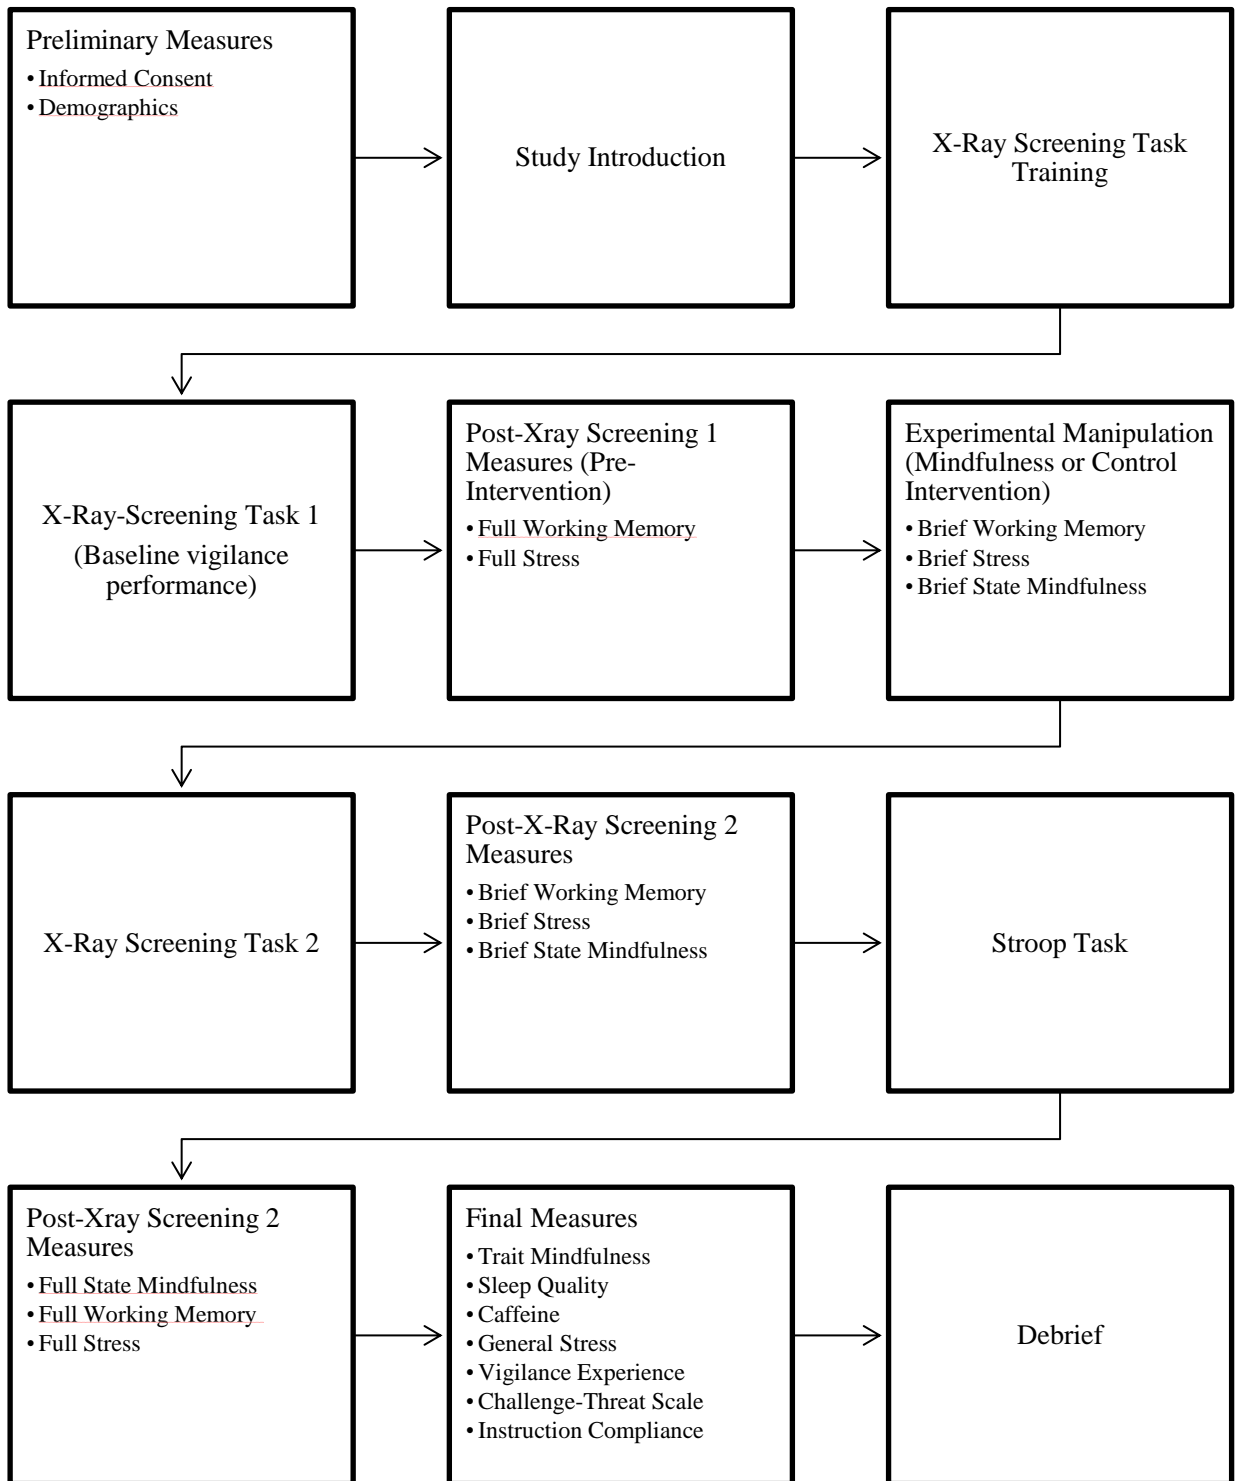 Preliminary Measures
• Informed Consent
• Demographics
Study Introduction
X-Ray Screening Task
Training
X-Ray-Screening Task 1
(Baseline vigilance
performance)
Post-Xray Screening 1
Measures (Pre-
Intervention)
• Full Working Memory
• Full Stress
Experimental Manipulation
(Mindfulness or Control
Intervention)
• Brief Working Memory
• Brief Stress
• Brief State Mindfulness
X-Ray Screening Task 2
Post-X-Ray Screening 2
Measures
• Brief Working Memory
• Brief Stress
• Brief State Mindfulness
Stroop Task
Post-Xray Screening 2
Measures
• Full State Mindfulness
• Full Working Memory
• Full Stress
Final Measures
• Trait Mindfulness
• Sleep Quality
• Caffeine
• General Stress
• Vigilance Experience
• Challenge-Threat Scale
• Instruction Compliance
Debrief